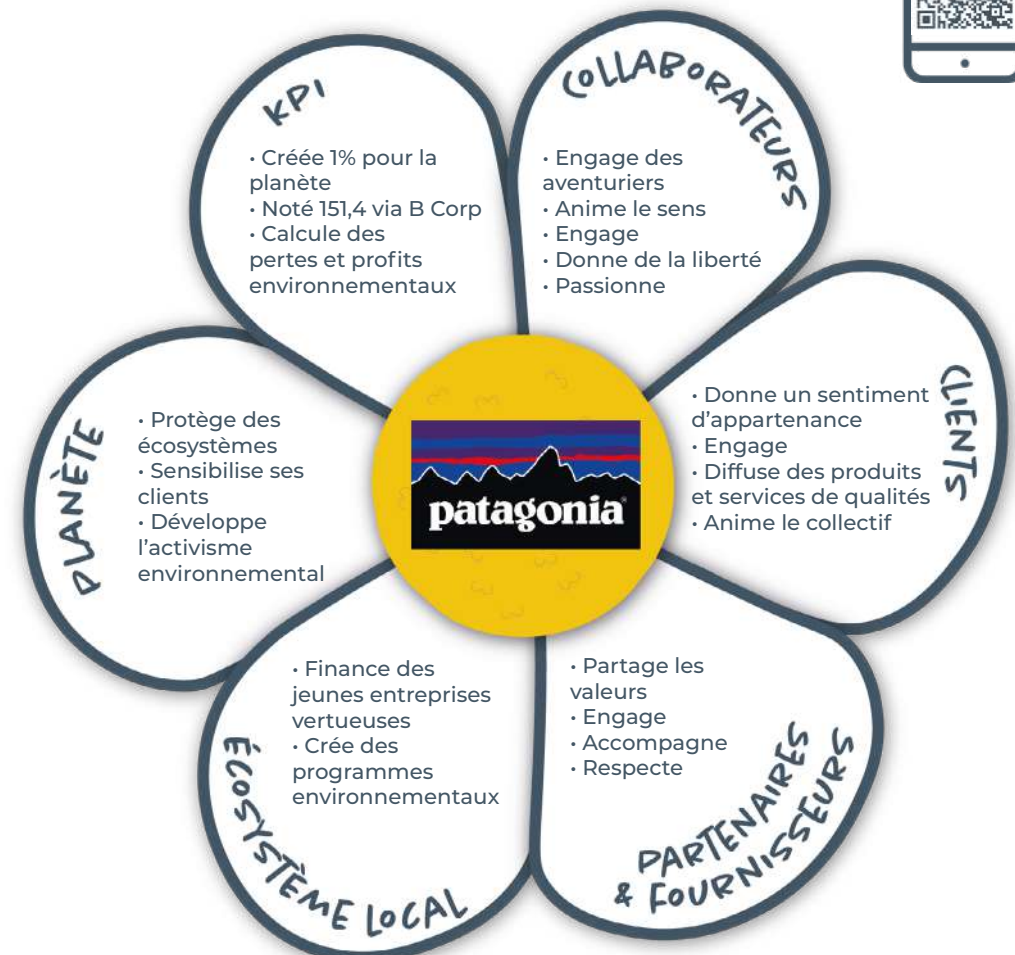 KPI
• Créée 1% pour la
planète
• Noté 151,4 via B Corp
• Calcule des
pertes et profits
environnementaux
COLLABORATEURS
• Engage des
aventuriers
• Anime le sens
• Engage
• Donne de la liberté
• Passionne
CLIENTS
• Donne un sentiment
d’appartenance
• Engage
• Diffuse des produits
et services de qualités
• Anime le collectif
PLANÈTE
• Protège des
écosystèmes
• Sensibilise ses
clients
• Développe
l’activisme
environnemental
patagonia®
• Finance des
jeunes entreprises
vertueuses
• Crée des
programmes
environnementaux
ÉCOSYSTÈME LOCAL
• Partage les
valeurs
• Engage
• Accompagne
• Respecte
PARTENAIRES
& FOURNISSEURS